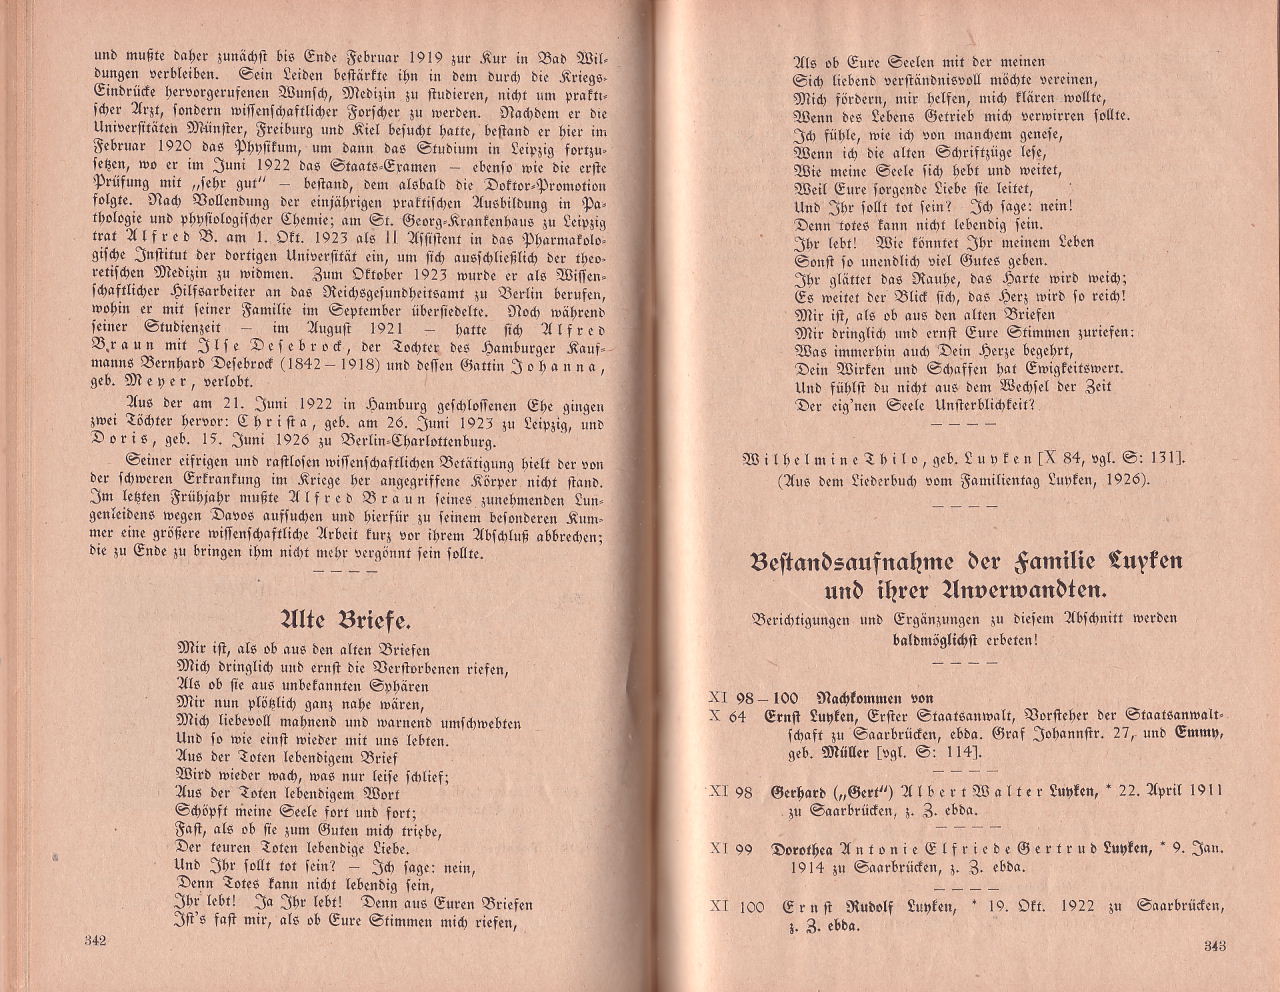 und mußte daher zunächst bis Ende Februar 1919 zur Kur in Bad Wil-
dungen verbleiben. Sein Leiden bestärkte ihn in dem durch die Kriegs-
Eindrücke hervorgerufenen Wunsch, Medizin zu studieren, nicht um prakti-
scher Arzt, sondern wissenschaftlicher Forscher zu werden. Nachdem er die
Universitäten Münster, Freiburg und Kiel besucht hatte, bestand er hier im
Februar 1920 das Physikum, um dann das Studium in Leipzig fortzu-
setzen, wo er im Juni 1922 das Staats-Examen — ebenso wie die erste
Prüfung mit „sehr gut“ — bestand, dem alsbald die Doktor-Promotion
folgte. Nach Vollendung der einjährigen praktischen Ausbildung in Pa-
thologie und physiologischer Chemie; am St. Georg-Krankenhaus zu Leipzig
trat Alfred B. am 1. Okt. 1923 als II Assistent in das Pharmakolo-
gische Institut der dortigen Universität ein, um sich ausschließlich der theo-
retischen Medizin zu widmen. Zum Oktober 1923 wurde er als Wissen-
schaftlicher Hilfsarbeiter an das Reichsgesundheitsamt zu Berlin berufen,
wohin er mit seiner Familie im September übersiedelte. Noch während
seiner Studienzeit — im August 1921 — hatte sich Alfred
Braun mit Ilse Desebrock, der Tochter des Hamburger Kauf-
manns Bernhard Desebrock (1842 – 1918) und dessen Gattin Johanna,
geb. Meyer, verlobt.
Aus der am 21. Juni 1922 in Hamburg geschlossenen Ehe gingen
zwei Töchter hervor: Christa, geb. am 26. Juni 1923 zu Leipzig, und
Doris, geb. 15. Juni 1926 zu Berlin-Charlottenburg.
Seiner eifrigen und rastlosen wissenschaftlichen Betätigung hielt der von
der schweren Erkrankung im Kriege her angegriffene Körper nicht stand.
Im letzten Frühjahr mußte Alfred Braun seines zunehmenden Lun-
genleidens wegen Davos aufsuchen und hierfür zu seinem besonderen Kum-
mer eine größere wissenschaftliche Arbeit kurz vor ihrem Abschluß abbrechen;
die zu Ende zu bringen ihm nicht mehr vergönnt sein sollte.
Alte Briefe.
Mir ist, als ob aus den alten Briefen
Mich dringlich und ernst die Verstorbenen riefen,
Als ob sie aus unbekannten Sphären
Mir nun plötzlich ganz nahe wären,
Mich liebevoll mahnend und warnend umschwebten
Und so wie einst wieder mit uns lebten.
Aus der Toten lebendigem Brief
Wird wieder wach, was nur leise schlief;
Aus der Toten lebendigem Wort
Schöpft meine Seele fort und fort;
Fast, als ob sie zum Guten mich triebe,
Der teuren Toten lebendige Liebe.
Und Ihr sollt tot sein? — Ich sage: nein,
Denn Totes kann nicht lebendig sein,
Ihr lebt! Ja Ihr lebt! Denn aus Euren Briefen
Ist's fast mir, als ob Eure Stimmen mich riefen,
342
Als ob Eure Seelen mit der meinen
Sich liebend verständnisvoll möchte vereinen,
Mich fördern, mir helfen, mich klären wollte,
Wenn des Lebens Getrieb mich verwirren sollte.
Ich fühle, wie ich von manchem genese,
Wenn ich die alten Schriftzüge lese,
Wie meine Seele sich hebt und weitet,
Weil Eure sorgende Liebe sie leitet,
Und Ihr sollt tot sein? Ich sage: nein!
Denn totes kann nicht lebendig sein.
Ihr lebt! Wie könntet Ihr meinem Leben
Sonst so unendlich viel Gutes geben.
Ihr glättet das Rauhe, das Harte wird weich;
Es weitet der Blick sich, das Herz wird so reich!
Mir ist, als ob aus den alten Briefen
Mir dringlich und ernst Eure Stimmen zuriefen:
Was immerhin auch Dein Herze begehrt,
Dein Wirken und Schaffen hat Ewigkeitswert.
Und fühlst du nicht aus dem Wechsel der Zeit
Der eig'nen Seele Unsterblichkeit?
Wilhelmine Thilo, geb. Luyken [X 84, vgl. S: 131].
(Aus dem Liederbuch vom Familientag Luyken, 1926).
Bestandsaufnahme der Familie Luyken
und ihrer Anverwandten.
Berichtigungen und Ergänzungen zu diesem Abschnitt werden
baldmöglichst erbeten!
XI 98 – 100 Nachkommen von
X 64 Ernst Luyken, Erster Staatsanwalt, Vorsteher der Staatsanwalt-
schaft zu Saarbrücken, ebda. Graf Johannstr. 27, und Emmy,
geb. Müller [vgl. S: 114].
XI 98 Gerhard („Gert“) Albert Walter Luyken, * 22. April 1911
zu Saarbrücken, z. Z. ebda.
XI 99 Dorothea Antonie Elfriede Gertrud Luyken, * 9. Jan.
1914 zu Saarbrücken, z. Z. ebda.
XI 100 Ernst Rudolf Luyken, * 19. Okt. 1922 zu Saarbrücken,
z. Z. ebda.
343